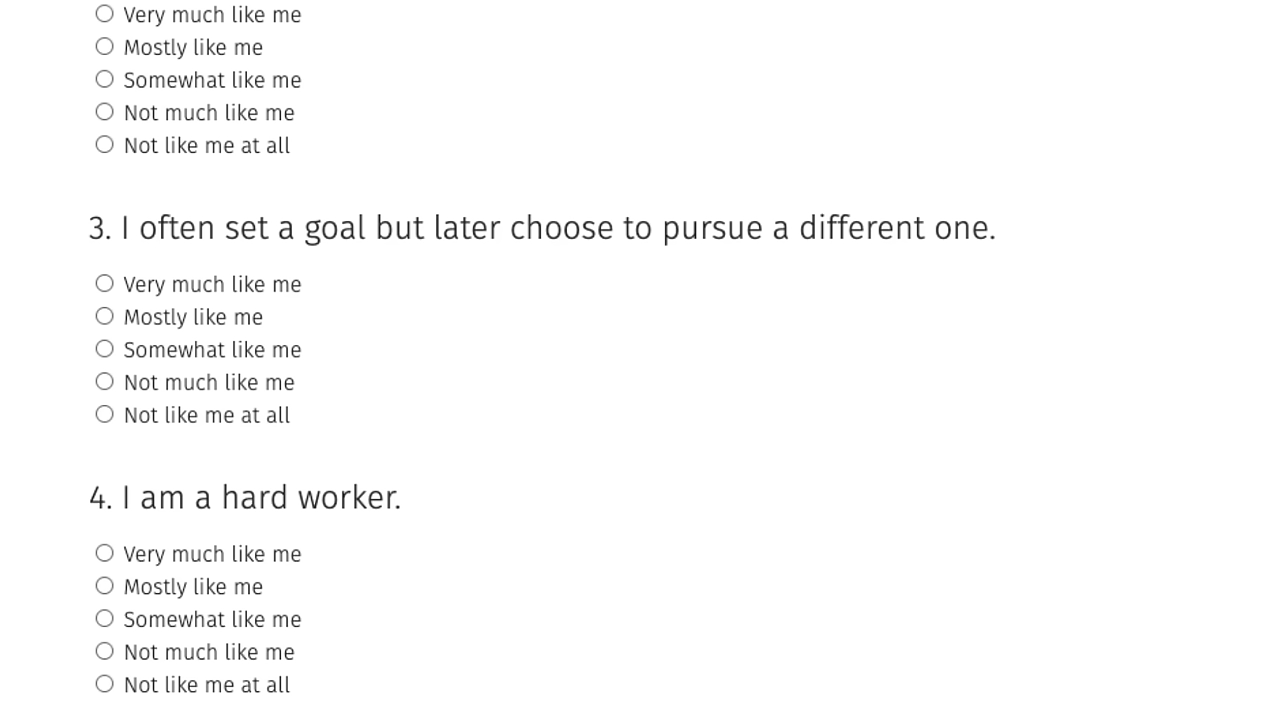 Very much like me
Mostly like me
Somewhat like me
Not much like me
Not like me at all
3. I often set a goal but later choose to pursue a different one.
Very much like me
Mostly like me
Somewhat like me
Not much like me
Not like me at all
4. I am a hard worker.
Very much like me
Mostly like me
Somewhat like me
Not much like me
Not like me at all